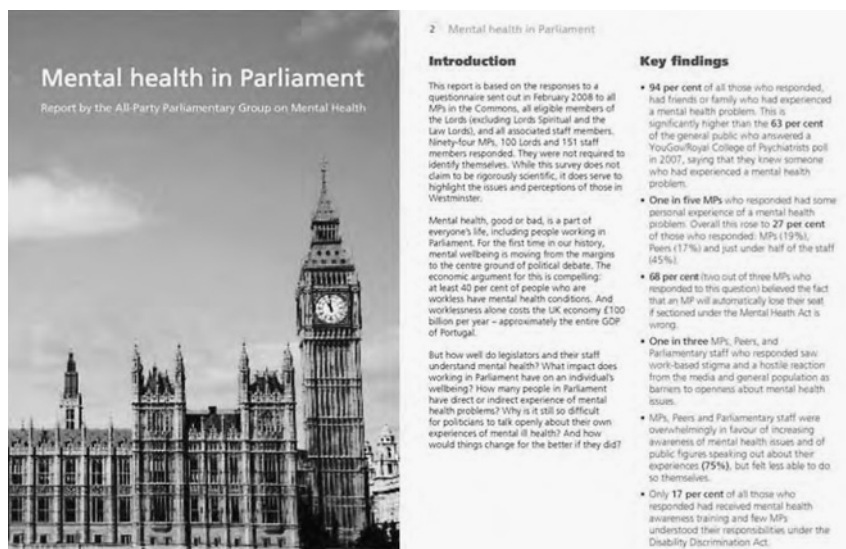 Mental health in Parliament
Report by the All-Party Parliamentary Group on Mental Health
2 Mental health in Parliament
Introduction
This report is based on the responses to a
questionnaire sent out in February 2008 to all
MPs in the Commons, all eligible members of
the Lords (excluding Lords Spiritual and the
Law Lords), and all associated staff members.
Ninety-four MPs, 100 Lords and 151 staff
members responded. They were not required to
identify themselves. While this survey does not
claim to be rigorously scientific, it does serve to
highlight the issues and perceptions of those in
Westminster.
Mental health, good or bad, is a part of
everyone's life, including people working in
Parliament. For the first time in our history,
mental wellbeing is moving from the margins
to the centre ground of political debate. The
economic argument for this is compelling:
at least 40 per cent of people who are
workless have mental health conditions. And
worklessness alone costs the UK economy £100
billion per year – approximately the entire GDP
of Portugal.
But how well do legislators and their staff
understand mental health? What impact does
working in Parliament have on an individual's
wellbeing? How many people in Parliament
have direct or indirect experience of mental
health problems? Why is it still so difficult
for politicians to talk openly about their own
experiences of mental ill health? And how
would things change for the better if they did?
Key findings
• 94 per cent of all those who responded,
had friends or family who had experienced
a mental health problem. This is
significantly higher than the 63 per cent
of the general public who answered a
YouGov/Royal College of Psychiatrists poll
in 2007, saying that they knew someone
who had experienced a mental health
problem.
• One in five MPs who responded had some
personal experience of a mental health
problem. Overall this rose to 27 per cent
of those who responded: MPs (19%),
Peers (17%) and just under half of the staff
(45%).
• 68 per cent (two out of three MPs who
responded to this question) believed the fact
that an MP will automatically lose their seat
if sectioned under the Mental Heath Act is
wrong.
• One in three MPs, Peers, and
Parliamentary staff who responded saw
work-based stigma and a hostile reaction
from the media and general population as
barriers to openness about mental health
issues.
• MPs, Peers and Parliamentary staff were
overwhelmingly in favour of increasing
awareness of mental health issues and of
public figures speaking out about their
experiences (75%), but felt less able to do
so themselves.
• Only 17 per cent of all those who
responded had received mental health
awareness training and few MPs
understood their responsibilities under the
Disability Discrimination Act.